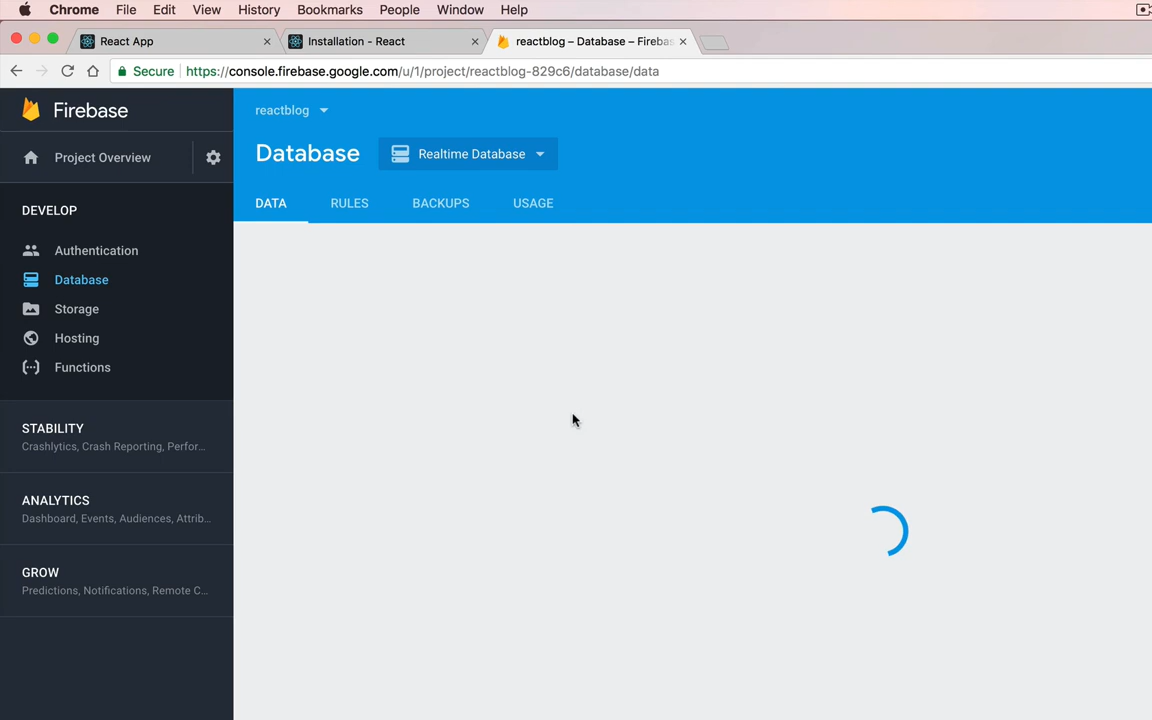 Chrome File Edit View History Bookmarks People Window Help
React App Installation - React reactblog – Database – Firebas
Secure https://console.firebase.google.com/u/1/project/reactblog-829c6/database/data
Firebase
reactblog
Project Overview
Database Realtime Database
DATA RULES BACKUPS USAGE
DEVELOP
Authentication
Database
Storage
Hosting
Functions
STABILITY
Crashlytics, Crash Reporting, Perfor...
ANALYTICS
Dashboard, Events, Audiences, Attrib...
GROW
Predictions, Notifications, Remote C...